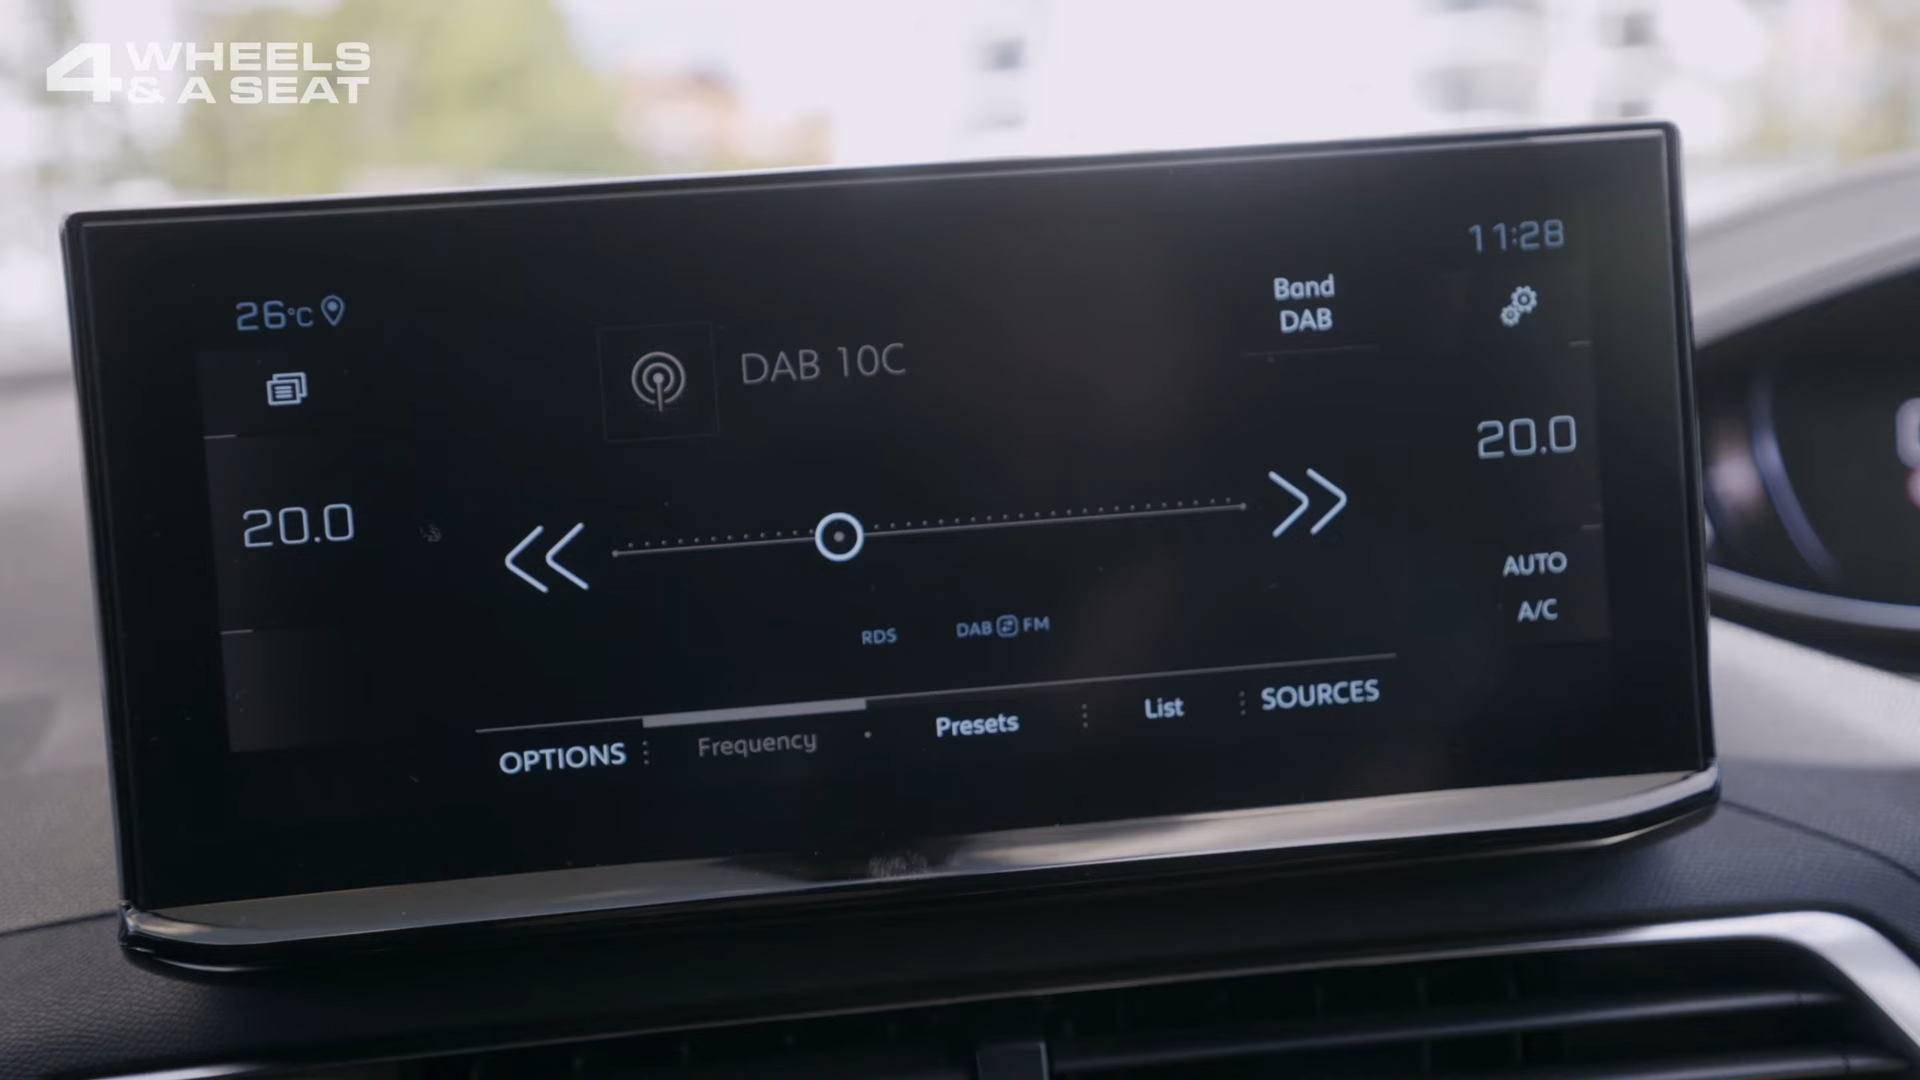 4 WHEELS
& A SEAT
11:28
26°C
Band
DAB
DAB 10C
20.0
20.0
AUTO
A/C
RDS
DAB FM
OPTIONS
Frequency
Presets
List
SOURCES